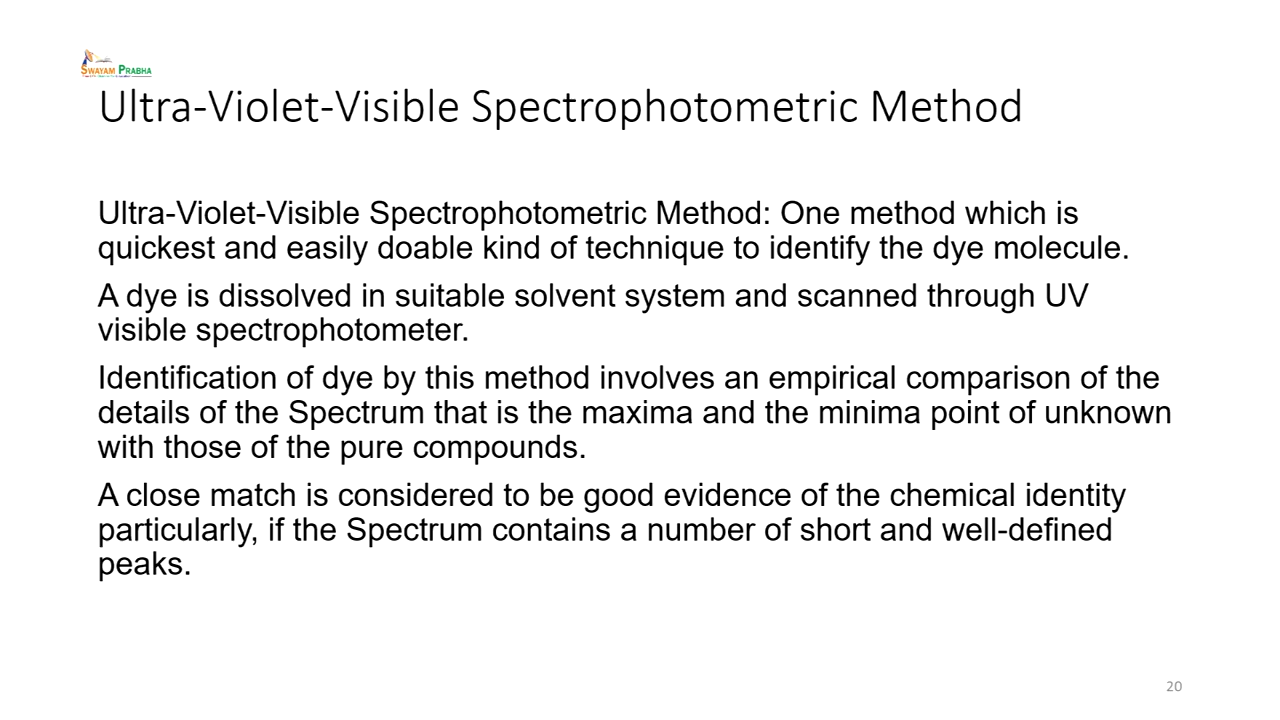 SWAYAM PRABHA
Ultra-Violet-Visible Spectrophotometric Method
Ultra-Violet-Visible Spectrophotometric Method: One method which is
quickest and easily doable kind of technique to identify the dye molecule.
A dye is dissolved in suitable solvent system and scanned through UV
visible spectrophotometer.
Identification of dye by this method involves an empirical comparison of the
details of the Spectrum that is the maxima and the minima point of unknown
with those of the pure compounds.
A close match is considered to be good evidence of the chemical identity
particularly, if the Spectrum contains a number of short and well-defined
peaks.
20